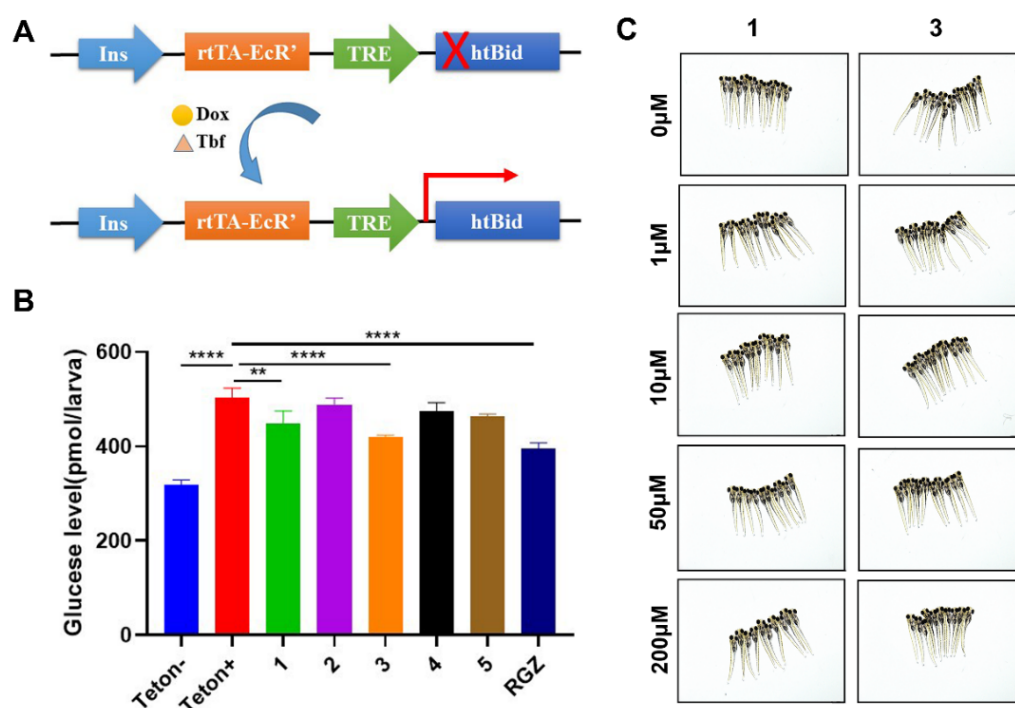 A
Ins rtTA-EcR' TRE htBid
Dox
Tbf
Ins rtTA-EcR' TRE htBid
B
Glucese level(pmol/larva)
600
400
200
0
****
****
****
**
Teton- Teton+ 1 2 3 4 5 RGZ
C
1 3
0μM
1μM
10μM
50μM
200μM